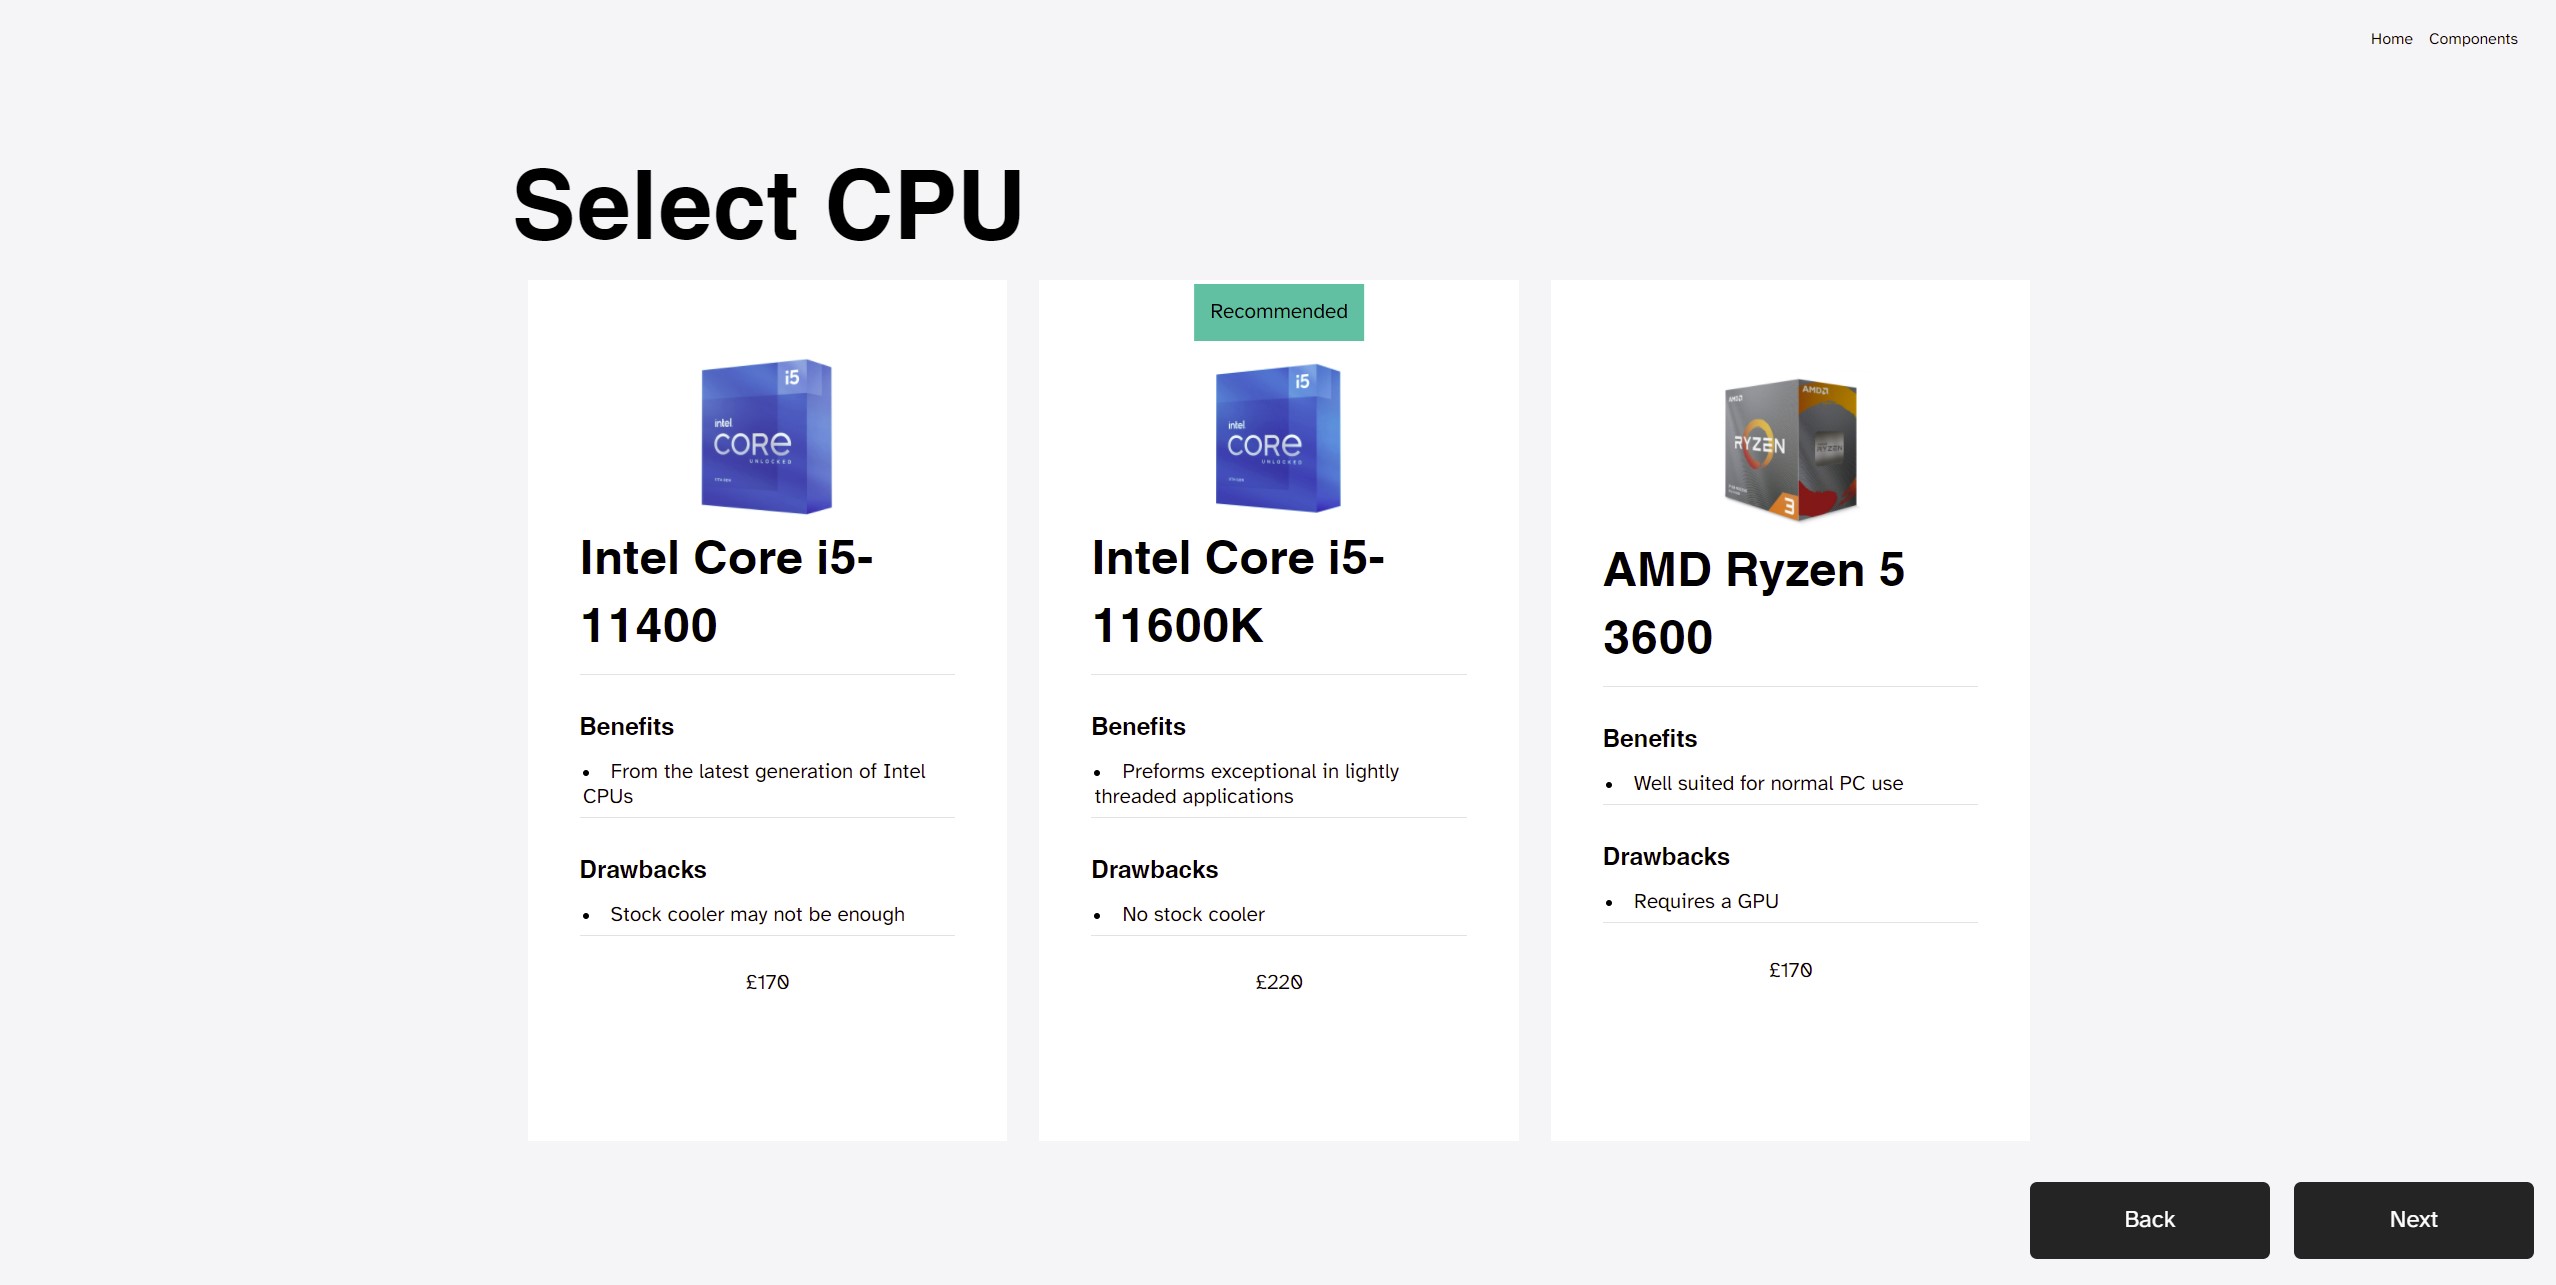 Home Components
Select CPU
Recommended
i5
intel
CORE
UNLOCKED
i5
intel
CORE
UNLOCKED
AMD
AMD
RYZEN
RYZEN
3
Intel Core i5-
11400
Intel Core i5-
11600K
AMD Ryzen 5
3600
Benefits
• From the latest generation of Intel
CPUs
Drawbacks
• Stock cooler may not be enough
£170
Benefits
• Preforms exceptional in lightly
threaded applications
Drawbacks
• No stock cooler
£220
Benefits
• Well suited for normal PC use
Drawbacks
• Requires a GPU
£170
Back
Next